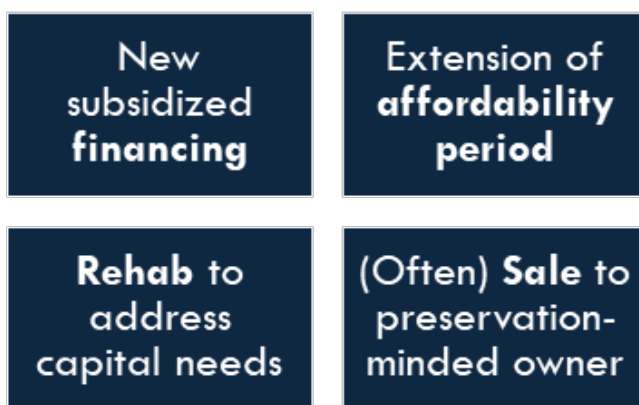 New
subsidized
financing
Extension of
affordability
period
Rehab to
address
capital needs
(Often) Sale to
preservation-
minded owner